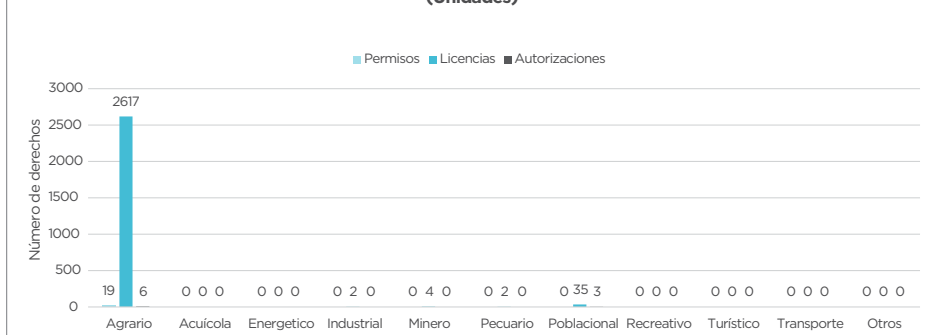 (Unidades)
Permisos Licencias Autorizaciones
Número de derechos
3000
2617
2500
2000
1500
1000
500
19 6 0 0 0 0 0 0 0 2 0 0 4 0 0 2 0 0 35 3 0 0 0 0 0 0 0 0 0 0 0 0
0
Agrario Acuícola Energetico Industrial Minero Pecuario Poblacional Recreativo Turístico Transporte Otros